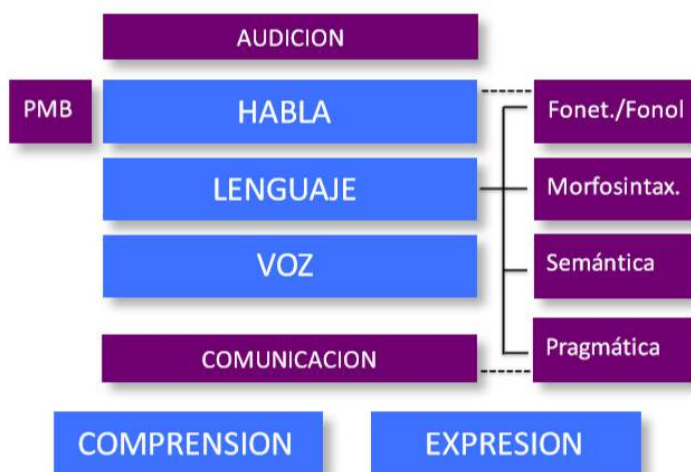 AUDICION
PMB
HABLA
Fonet./Fonol
LENGUAJE
Morfosintax.
VOZ
Semántica
COMUNICACION
Pragmática
COMPRENSION
EXPRESION